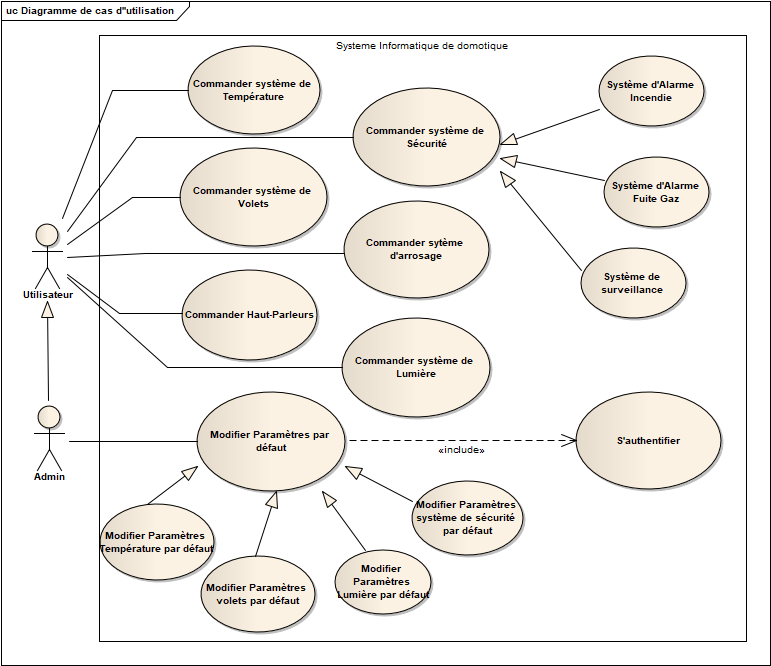 uc Diagramme de cas d"utilisation
Systeme Informatique de domotique
Commander système de
Température
Commander système de
Sécurité
Système d'Alarme
Incendie
Commander système de
Volets
Système d'Alarme
Fuite Gaz
Commander sytème
d'arrosage
Système de
surveillance
Utilisateur
Commander Haut-Parleurs
Commander système de
Lumière
Modifier Paramètres par
défaut
S'authentifier
«include»
Admin
Modifier Paramètres
Température par défaut
Modifier Paramètres
volets par défaut
Modifier
Paramètres
Lumière par défaut
Modifier Paramètres
système de sécurité
par défaut